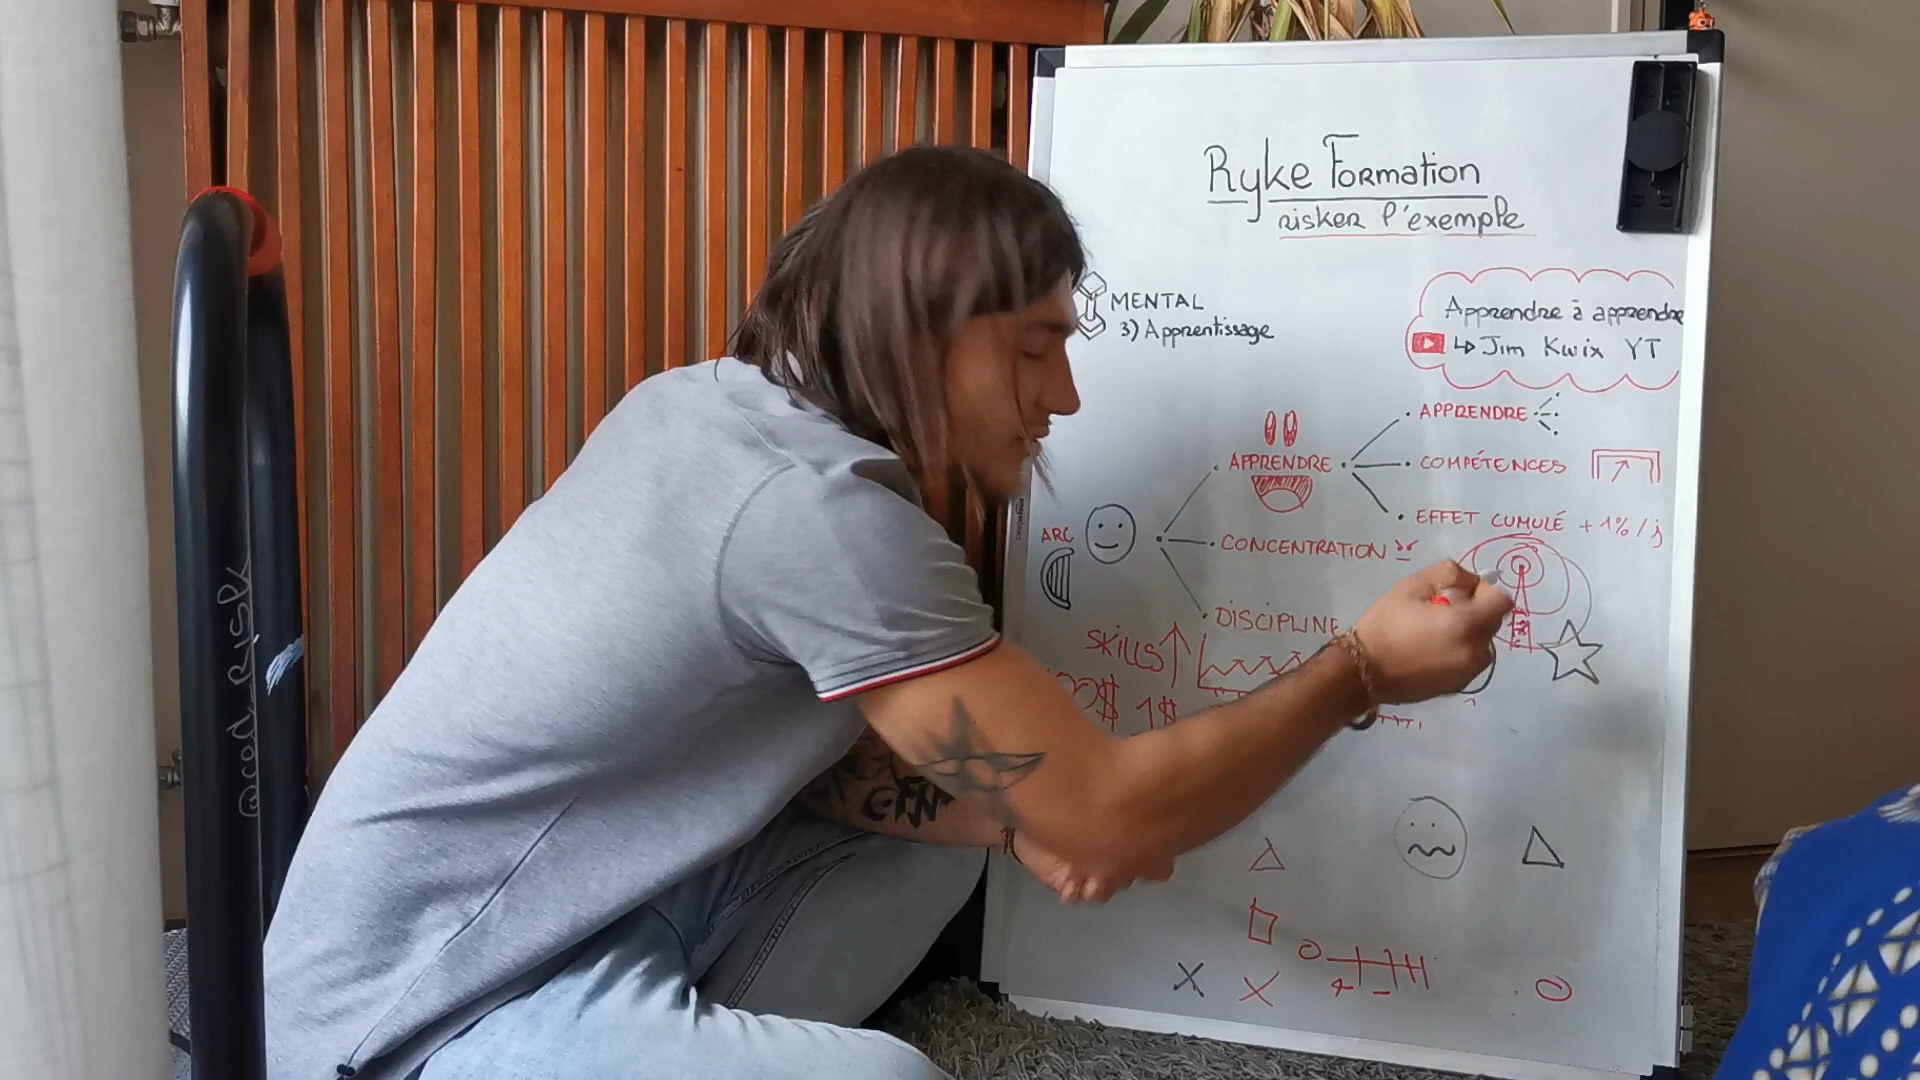 Ryke Formation
risker l'exemple
MENTAL
3) Apprentissage
Apprendre à apprendre
↳ Jim Kwix YT
APPRENDRE
APPRENDRE
COMPÉTENCES
EFFET CUMULÉ + 1% / j
ARC
CONCENTRATION
DISCIPLINE
SKILLS
1$
@cod_Risk